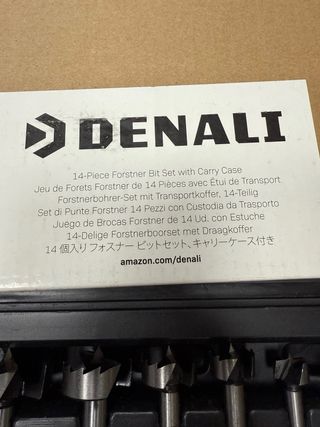 DENALI
14-Piece Forstner Bit Set with Carry Case
Jeu de Forets Forstner de 14 Pièces avec Étui de Transport
Forstnerbohrer-Set mit Transportkoffer, 14-Teilig
Set di Punte Forstner 14 Pezzi con Custodia da Trasporto
Juego de Brocas Forstner de 14 Ud. con Estuche
14-Delige Forstnerboorset met Draagkoffer
14 個入り フォスナー ビットセット、キャリーケース付き
amazon.com/denali